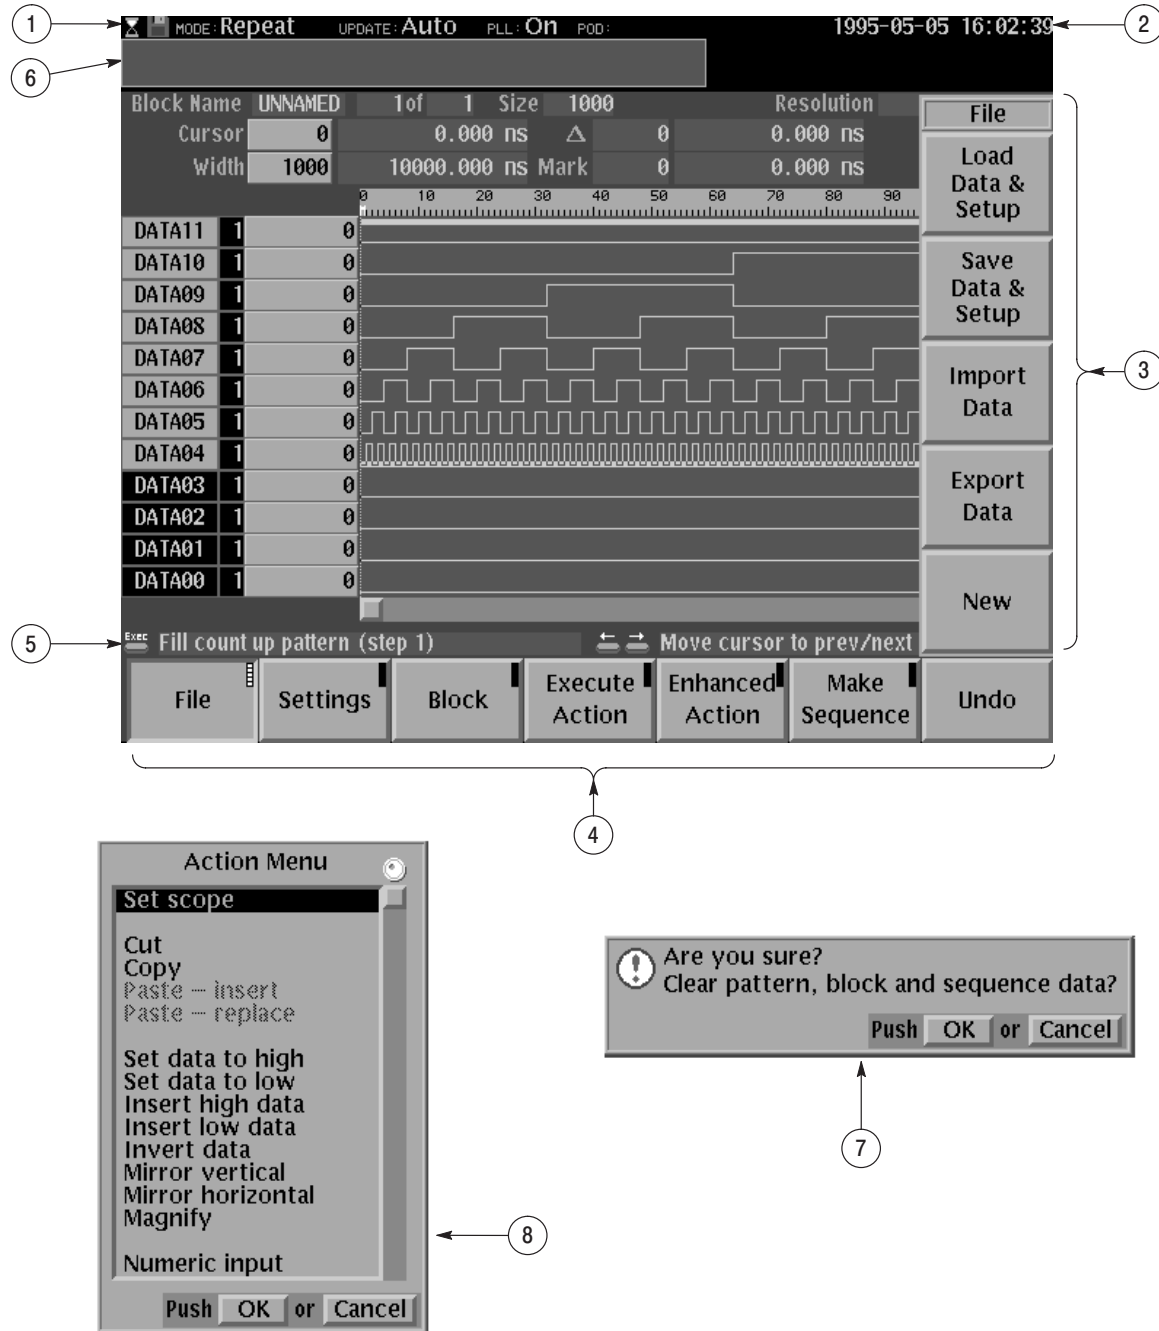 1
MODE:Repeat UPDATE:Auto PLL:On POD: 1995-05-05 16:02:39
2
6
Block Name UNNAMED 1of 1 Size 1000 Resolution
Cursor 0 0.000 ns Δ 0 0.000 ns
Width 1000 10000.000 ns Mark 0 0.000 ns
0 10 20 30 40 50 60 70 80 90
DATA11 1 0
DATA10 1 0
DATA09 1 0
DATA08 1 0
DATA07 1 0
DATA06 1 0
DATA05 1 0
DATA04 1 0
DATA03 1 0
DATA02 1 0
DATA01 1 0
DATA00 1 0
File
Load
Data &
Setup
Save
Data &
Setup
Import
Data
Export
Data
New
3
5
Exec Fill count up pattern (step 1) ← → Move cursor to prev/next
File
Settings
Block
Execute
Action
Enhanced
Action
Make
Sequence
Undo
4
Action Menu
Set scope
Cut
Copy
Paste – insert
Paste – replace
Set data to high
Set data to low
Insert high data
Insert low data
Invert data
Mirror vertical
Mirror horizontal
Magnify
Numeric input
Push OK or Cancel
8
Are you sure?
Clear pattern, block and sequence data?
Push OK or Cancel
7